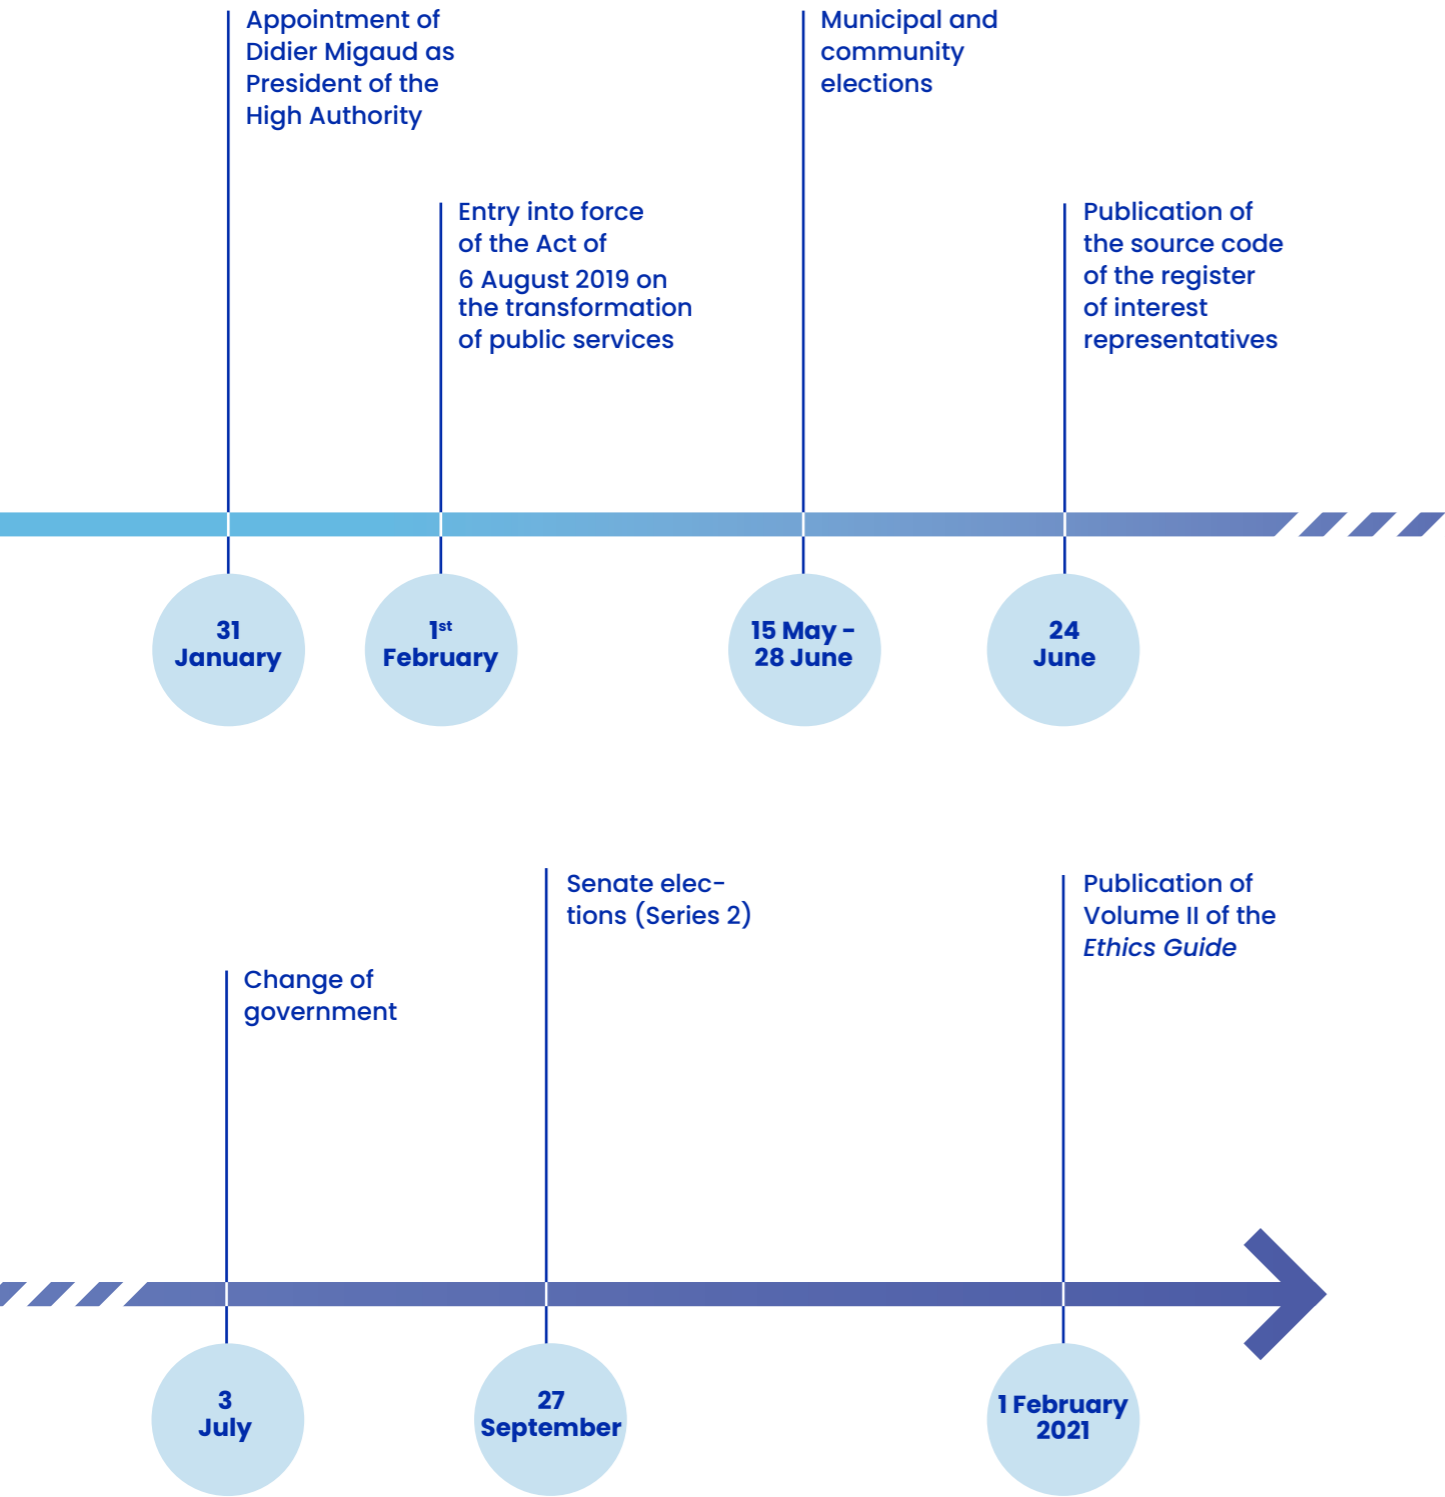 Appointment of
Didier Migaud as
President of the
High Authority
Municipal and
community
elections
Entry into force
of the Act of
6 August 2019 on
the transformation
of public services
Publication of
the source code
of the register
of interest
representatives
31
January
1st
February
15 May -
28 June
24
June
Senate elec-
tions (Series 2)
Publication of
Volume II of the
Ethics Guide
Change of
government
3
July
27
September
1 February
2021